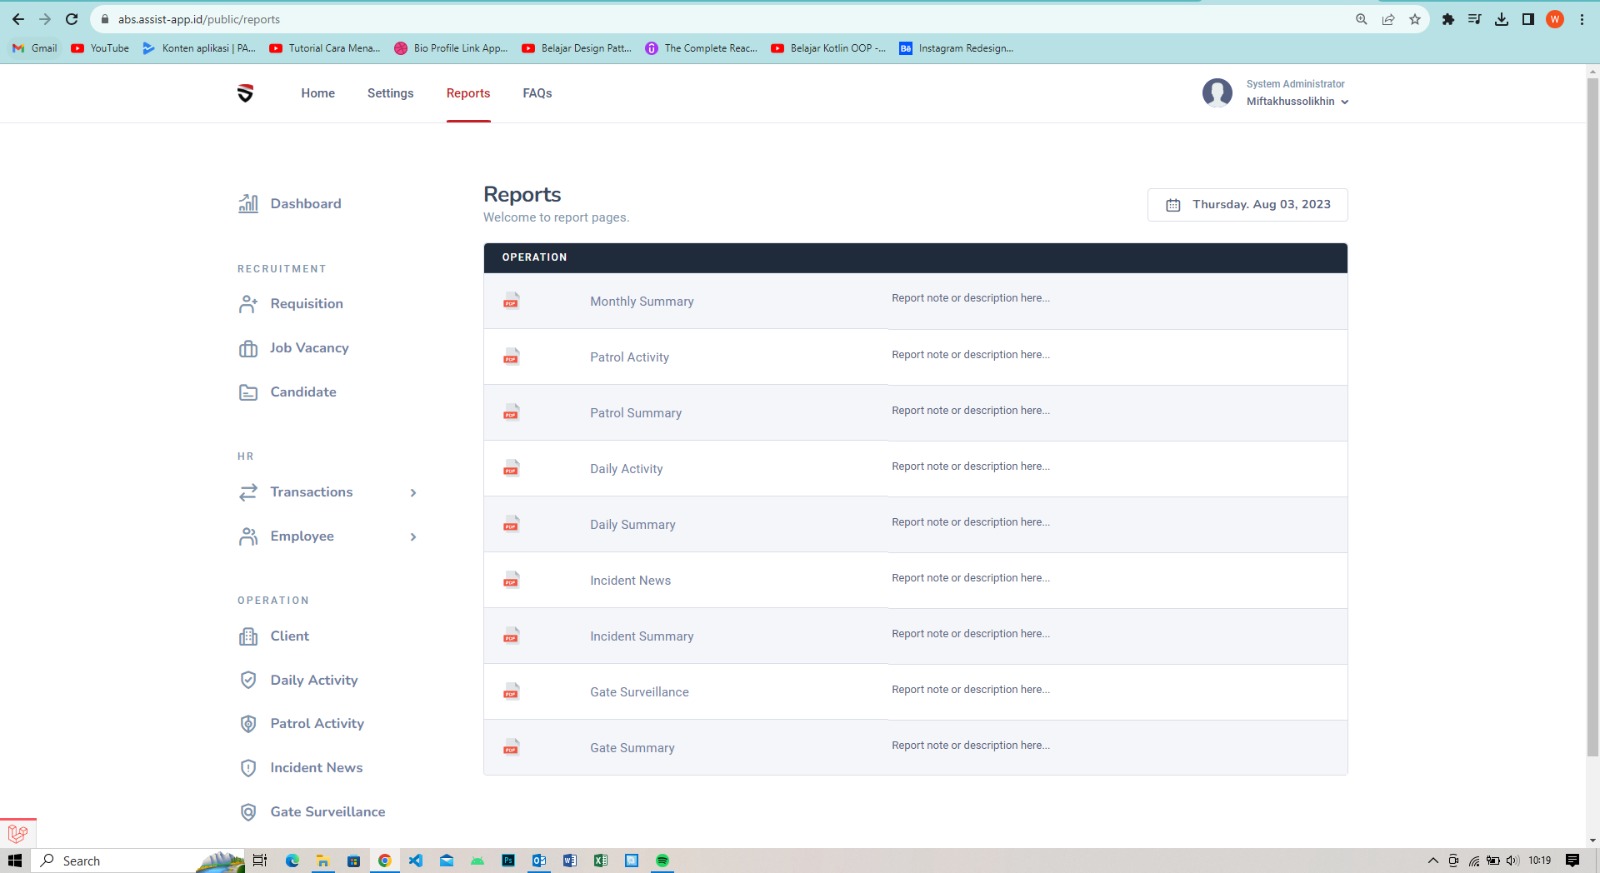 abs.assist-app.id/public/reports
W
Gmail
YouTube
Konten aplikasi | PA...
Tutorial Cara Mena...
Bio Profile Link App...
Belajar Design Patt...
The Complete Reac...
Belajar Kotlin OOP -...
Bē
Instagram Redesign...
Home
Settings
Reports
FAQs
System Administrator
Miftakhussolikhin
Dashboard
RECRUITMENT
Requisition
Job Vacancy
Candidate
HR
Transactions
Employee
OPERATION
Client
Daily Activity
Patrol Activity
Incident News
Gate Surveillance
Reports
Welcome to report pages.
Thursday. Aug 03, 2023
OPERATION
PDF Monthly Summary Report note or description here...
PDF Patrol Activity Report note or description here...
PDF Patrol Summary Report note or description here...
PDF Daily Activity Report note or description here...
PDF Daily Summary Report note or description here...
PDF Incident News Report note or description here...
PDF Incident Summary Report note or description here...
PDF Gate Surveillance Report note or description here...
PDF Gate Summary Report note or description here...
Search
Ps
10:19